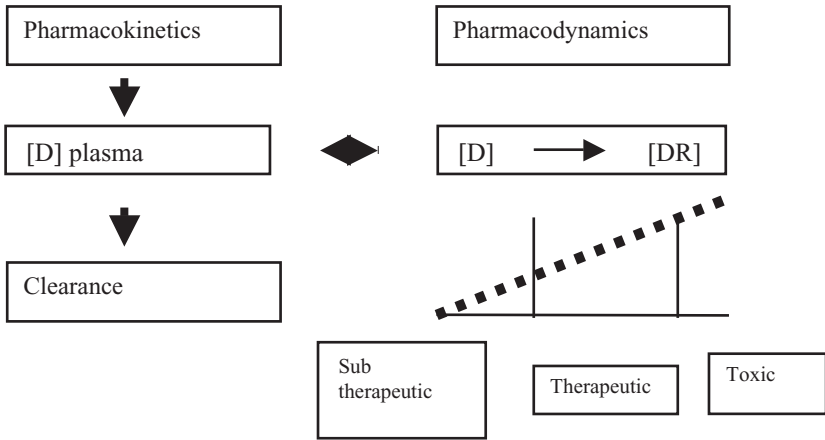 Pharmacokinetics
Pharmacodynamics
[D] plasma
[D] [DR]
Clearance
Sub
therapeutic
Therapeutic
Toxic